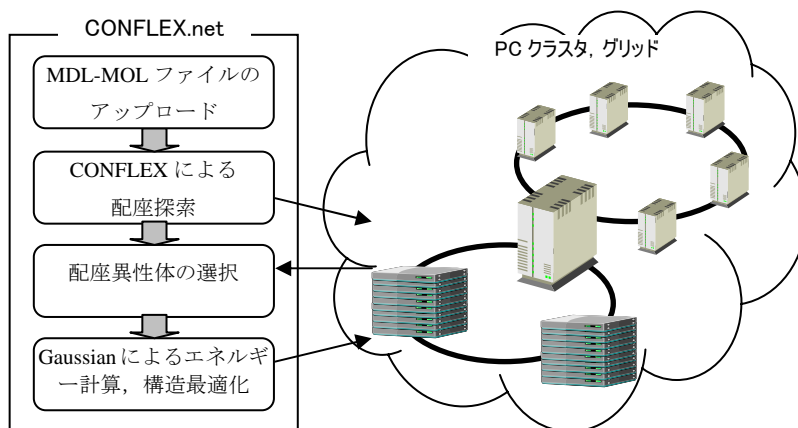 CONFLEX.net
MDL-MOL ファイルの
アップロード
CONFLEX による
配座探索
配座異性体の選択
Gaussian によるエネルギ
ー計算，構造最適化
PC クラスタ，グリッド